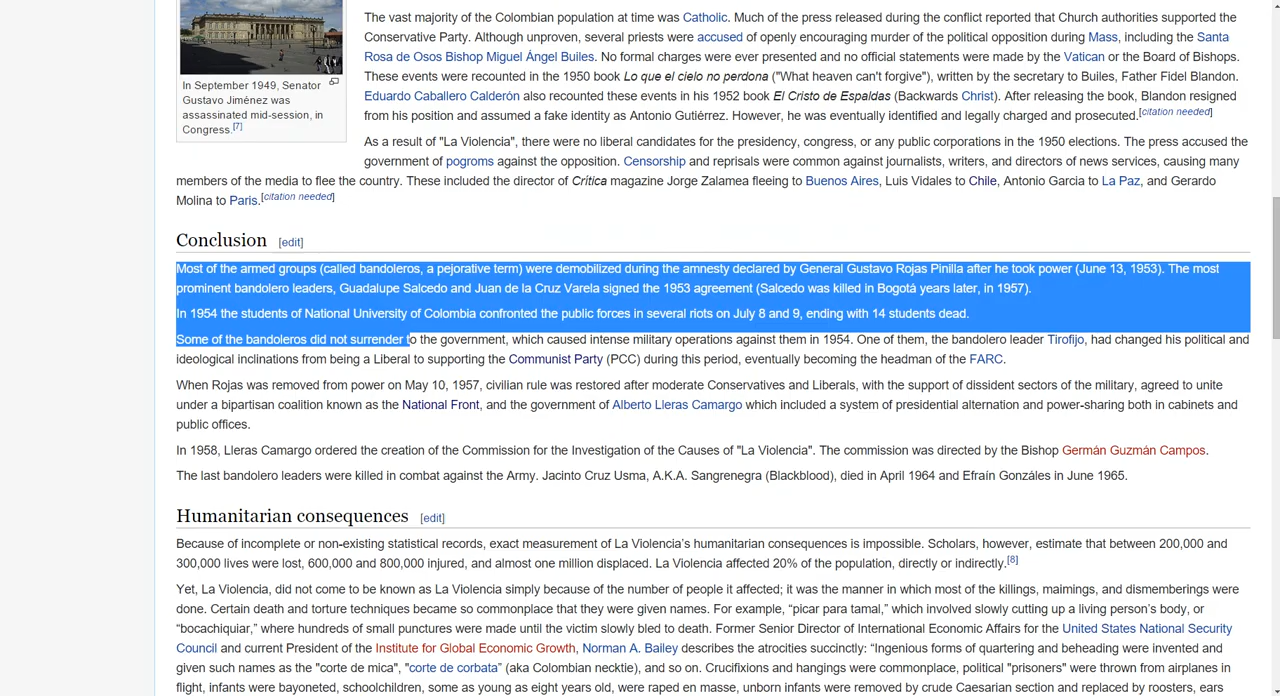 The vast majority of the Colombian population at time was Catholic. Much of the press released during the conflict reported that Church authorities supported the
Conservative Party. Although unproven, several priests were accused of openly encouraging murder of the political opposition during Mass, including the Santa
Rosa de Osos Bishop Miguel Ángel Builes. No formal charges were ever presented and no official statements were made by the Vatican or the Board of Bishops.
These events were recounted in the 1950 book Lo que el cielo no perdona ("What heaven can't forgive"), written by the secretary to Builes, Father Fidel Blandon.
Eduardo Caballero Calderón also recounted these events in his 1952 book El Cristo de Espaldas (Backwards Christ). After releasing the book, Blandon resigned
from his position and assumed a fake identity as Antonio Gutiérrez. However, he was eventually identified and legally charged and prosecuted.[citation needed]
In September 1949, Senator
Gustavo Jiménez was
assassinated mid-session, in
Congress.[7]
As a result of "La Violencia", there were no liberal candidates for the presidency, congress, or any public corporations in the 1950 elections. The press accused the
government of pogroms against the opposition. Censorship and reprisals were common against journalists, writers, and directors of news services, causing many
members of the media to flee the country. These included the director of Crítica magazine Jorge Zalamea fleeing to Buenos Aires, Luis Vidales to Chile, Antonio Garcia to La Paz, and Gerardo
Molina to Paris.[citation needed]
Conclusion [edit]
Most of the armed groups (called bandoleros, a pejorative term) were demobilized during the amnesty declared by General Gustavo Rojas Pinilla after he took power (June 13, 1953). The most
prominent bandolero leaders, Guadalupe Salcedo and Juan de la Cruz Varela signed the 1953 agreement (Salcedo was killed in Bogotá years later, in 1957).
In 1954 the students of National University of Colombia confronted the public forces in several riots on July 8 and 9, ending with 14 students dead.
Some of the bandoleros did not surrender to the government, which caused intense military operations against them in 1954. One of them, the bandolero leader Tirofijo, had changed his political and
ideological inclinations from being a Liberal to supporting the Communist Party (PCC) during this period, eventually becoming the headman of the FARC.
When Rojas was removed from power on May 10, 1957, civilian rule was restored after moderate Conservatives and Liberals, with the support of dissident sectors of the military, agreed to unite
under a bipartisan coalition known as the National Front, and the government of Alberto Lleras Camargo which included a system of presidential alternation and power-sharing both in cabinets and
public offices.
In 1958, Lleras Camargo ordered the creation of the Commission for the Investigation of the Causes of "La Violencia". The commission was directed by the Bishop Germán Guzmán Campos.
The last bandolero leaders were killed in combat against the Army. Jacinto Cruz Usma, A.K.A. Sangrenegra (Blackblood), died in April 1964 and Efraín Gonzáles in June 1965.
Humanitarian consequences [edit]
Because of incomplete or non-existing statistical records, exact measurement of La Violencia's humanitarian consequences is impossible. Scholars, however, estimate that between 200,000 and
300,000 lives were lost, 600,000 and 800,000 injured, and almost one million displaced. La Violencia affected 20% of the population, directly or indirectly.[8]
Yet, La Violencia, did not come to be known as La Violencia simply because of the number of people it affected; it was the manner in which most of the killings, maimings, and dismemberings were
done. Certain death and torture techniques became so commonplace that they were given names. For example, “picar para tamal,” which involved slowly cutting up a living person’s body, or
“bocachiquiar,” where hundreds of small punctures were made until the victim slowly bled to death. Former Senior Director of International Economic Affairs for the United States National Security
Council and current President of the Institute for Global Economic Growth, Norman A. Bailey describes the atrocities succinctly: “Ingenious forms of quartering and beheading were invented and
given such names as the "corte de mica", "corte de corbata” (aka Colombian necktie), and so on. Crucifixions and hangings were commonplace, political "prisoners" were thrown from airplanes in
flight, infants were bayoneted, schoolchildren, some as young as eight years old, were raped en masse, unborn infants were removed by crude Caesarian section and replaced by roosters, ears